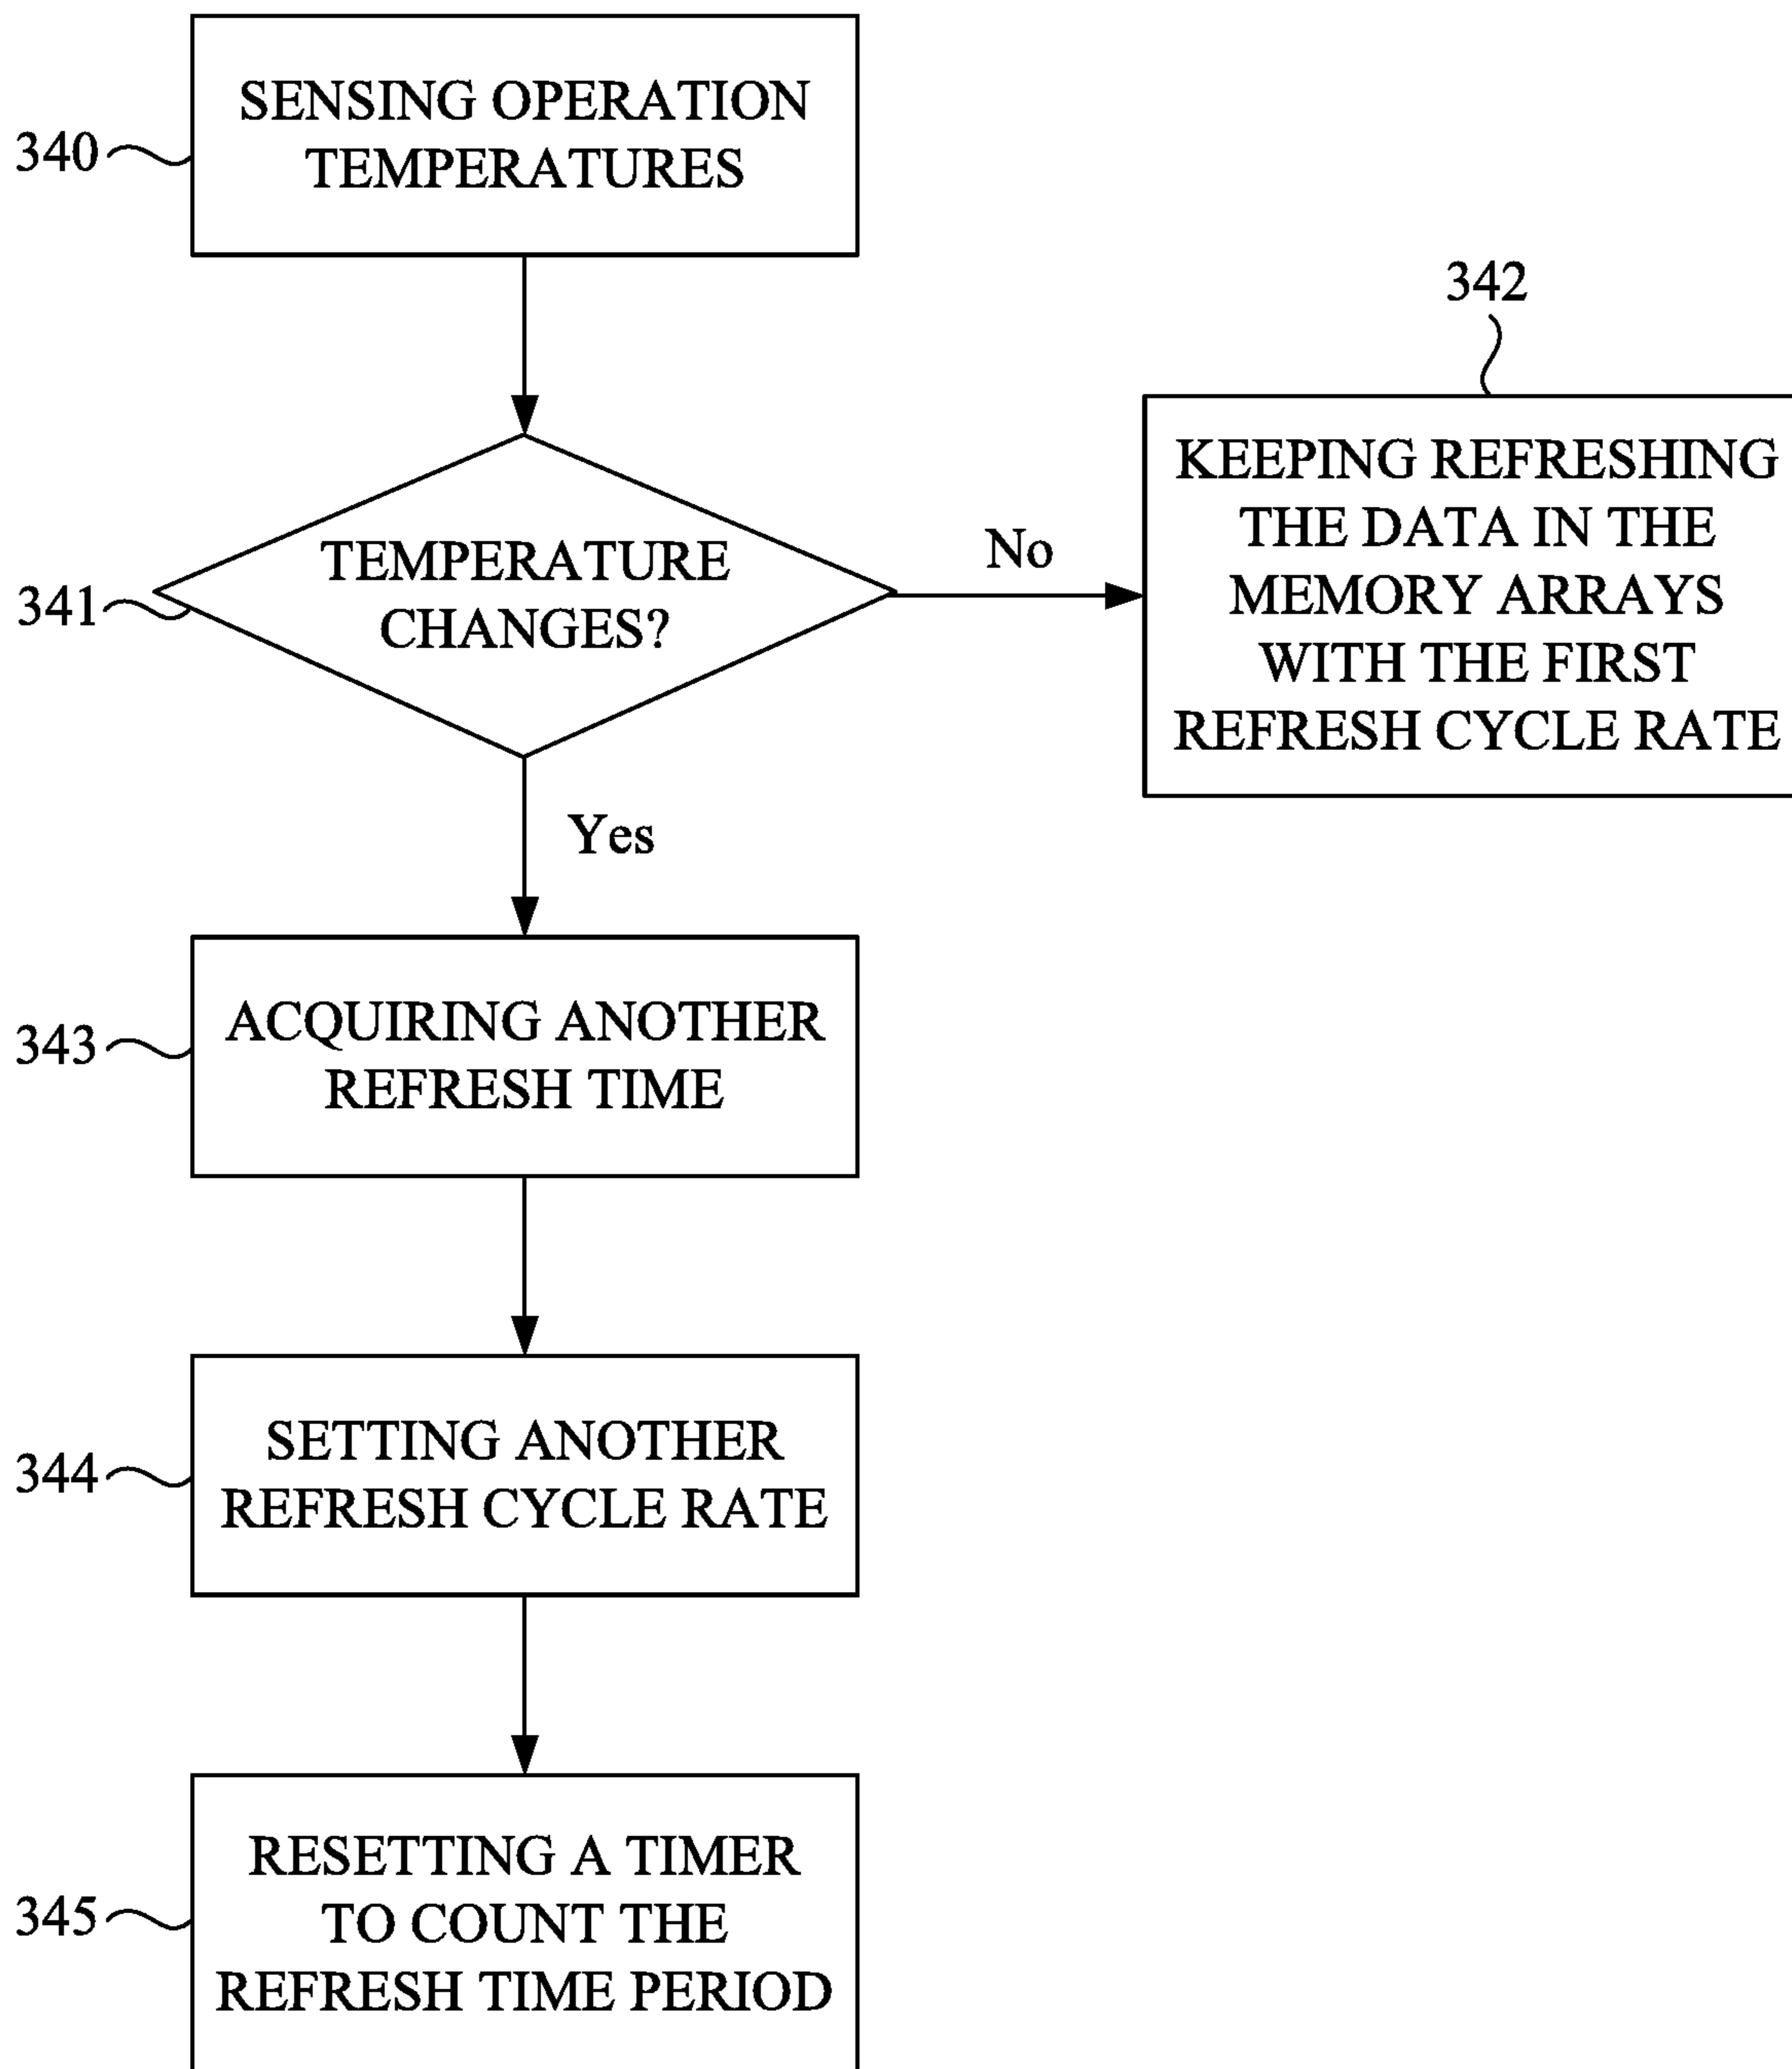 340
SENSING OPERATION
TEMPERATURES
341
TEMPERATURE
CHANGES?
No
342
KEEPING REFRESHING
THE DATA IN THE
MEMORY ARRAYS
WITH THE FIRST
REFRESH CYCLE RATE
Yes
343
ACQUIRING ANOTHER
REFRESH TIME
344
SETTING ANOTHER
REFRESH CYCLE RATE
345
RESETTING A TIMER
TO COUNT THE
REFRESH TIME PERIOD